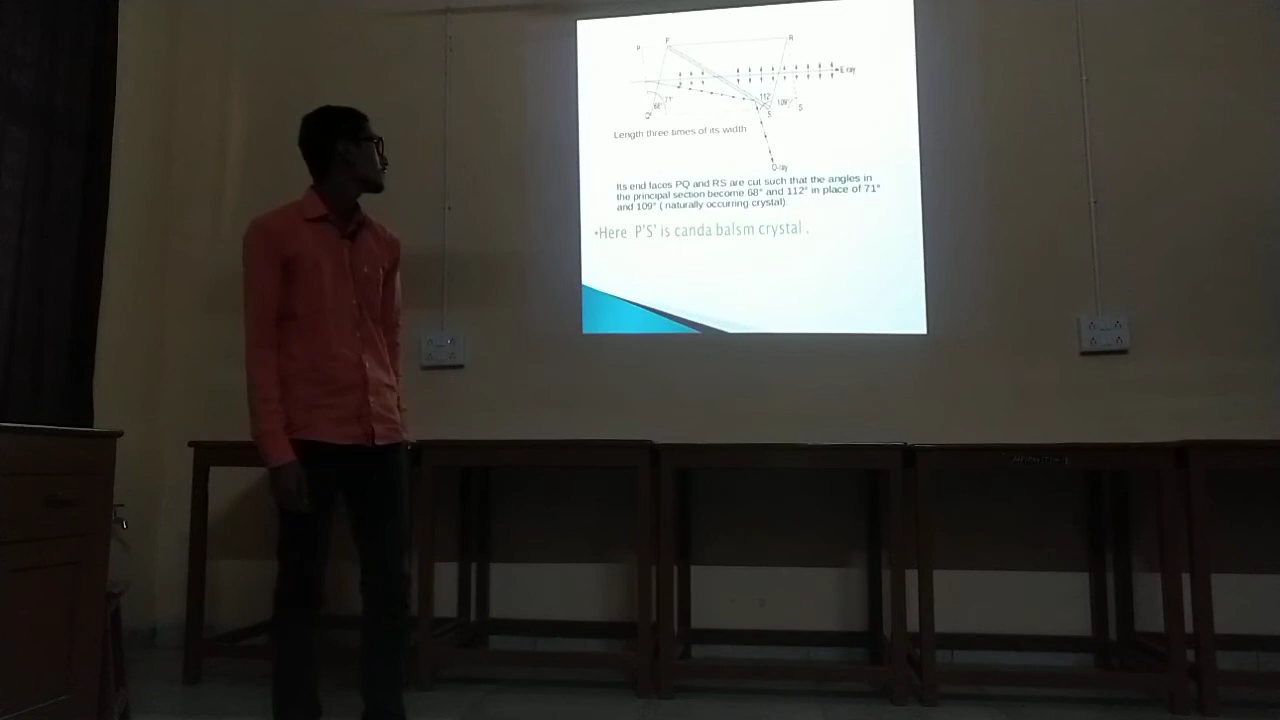 P P R
E ray
68° 71° 112° 109° S
Q S
Length three times of its width
O-ray
Its end faces PQ and RS are cut such that the angles in
the principal section become 68° and 112° in place of 71°
and 109° ( naturally occurring crystal).
•Here P'S' is canda balsm crystal .